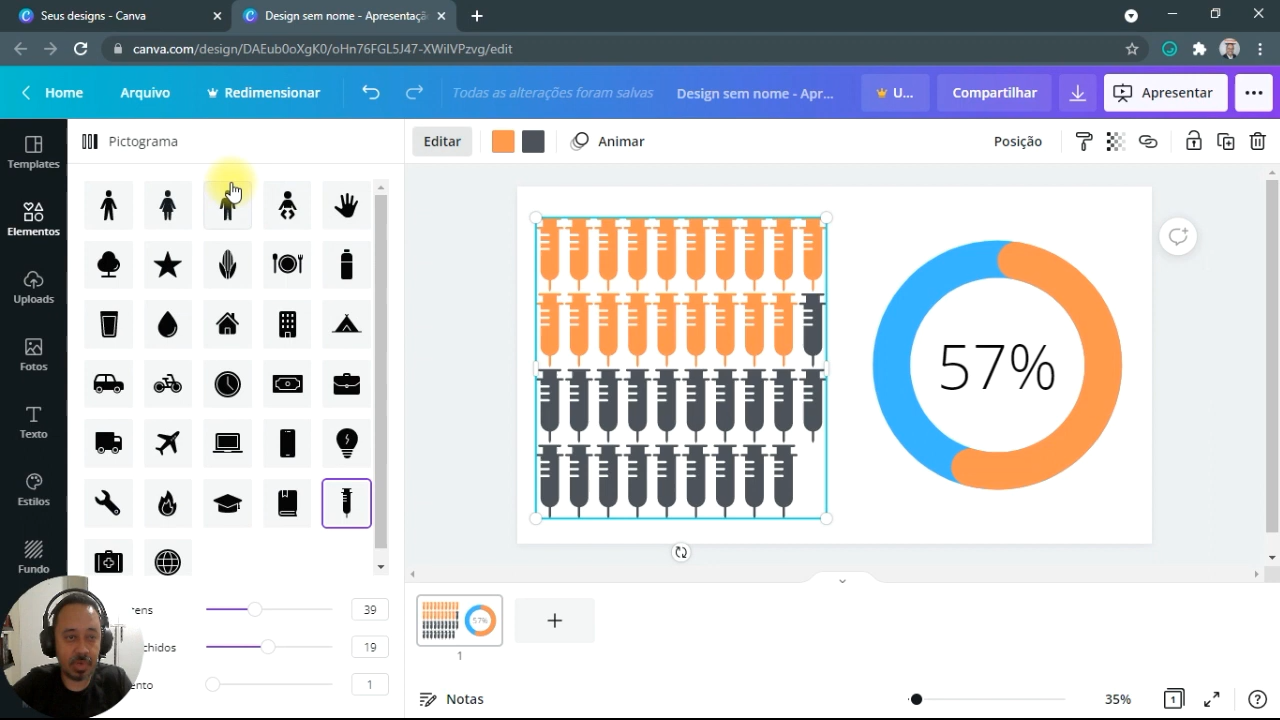 Seus designs - Canva
Design sem nome - Apresentaçã
canva.com/design/DAEub0oXgK0/oHn76FGL5J47-XWilVPzvg/edit
Home
Arquivo
Redimensionar
Todas as alterações foram salvas
Design sem nome - Apr...
U...
Compartilhar
Apresentar
Templates
Elementos
Uploads
Fotos
Texto
Estilos
Fundo
Pictograma
Editar
Animar
Posição
57%
39
19
1
1
Notas
35%
1